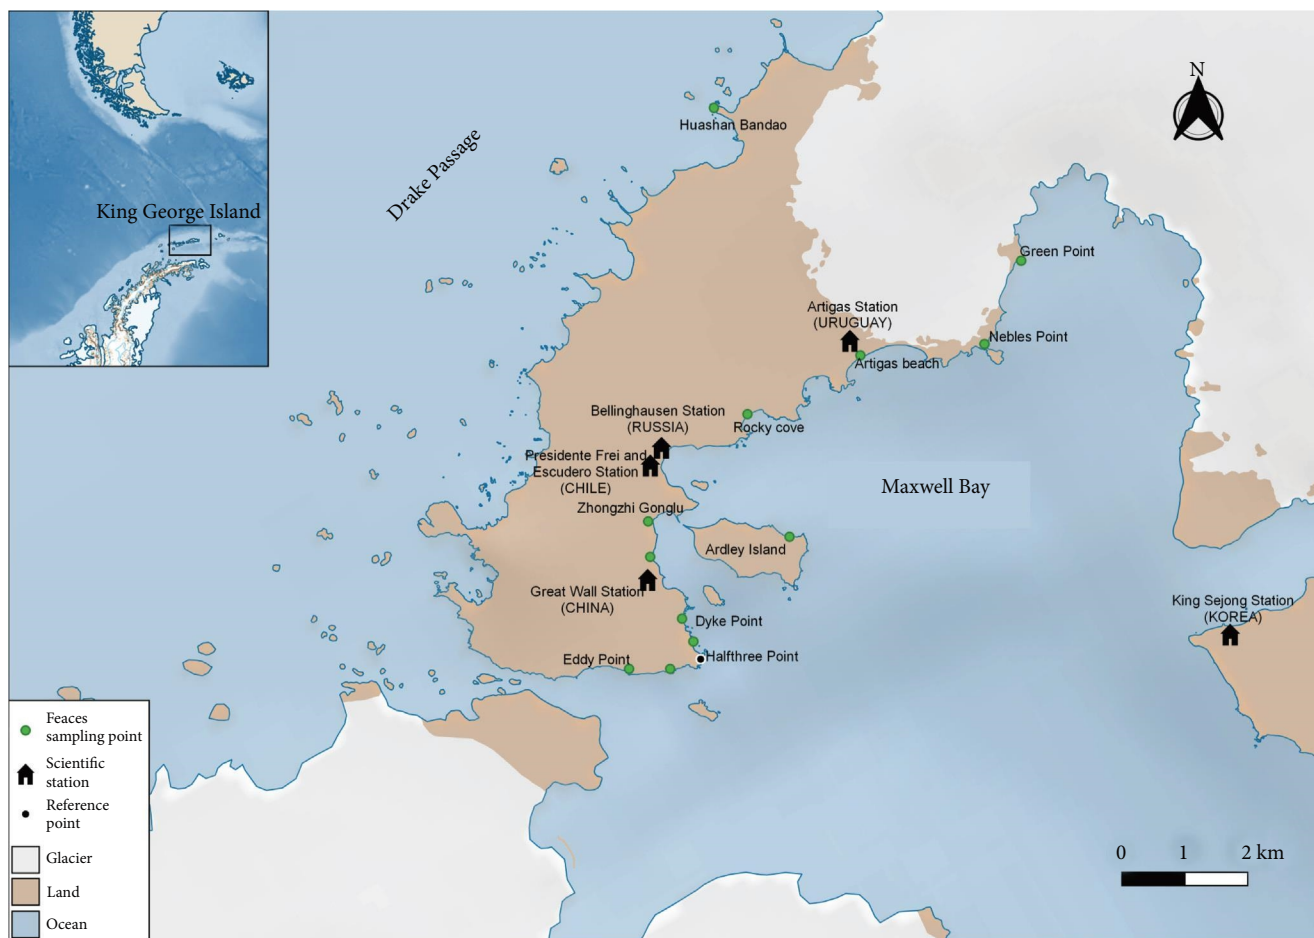 King George Island
Drake Passage
Huashan Bandao
N
Green Point
Artigas Station
(URUGUAY)
Nebles Point
Artigas beach
Bellinghausen Station
(RUSSIA)
Rocky cove
Presidente Frei and
Escudero Station
(CHILE)
Maxwell Bay
Zhongzhi Gonglu
Ardley Island
Great Wall Station
(CHINA)
King Sejong Station
(KOREA)
Dyke Point
Eddy Point
Halfthree Point
Feaces
sampling point
Scientific
station
Reference
point
Glacier
Land
Ocean
0 1 2 km